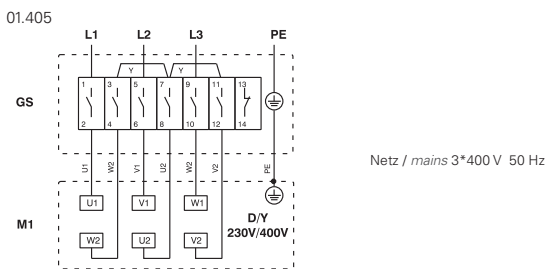 01.405
L1 L2 L3 PE
Y Y
1 3 5 7 9 11 13
GS
2 4 6 8 10 12 14
U1 W2 V1 U2 W1 V2 PE
Netz / mains 3*400 V 50 Hz
U1 V1 W1
M1
D/Y
230V/400V
W2 U2 V2